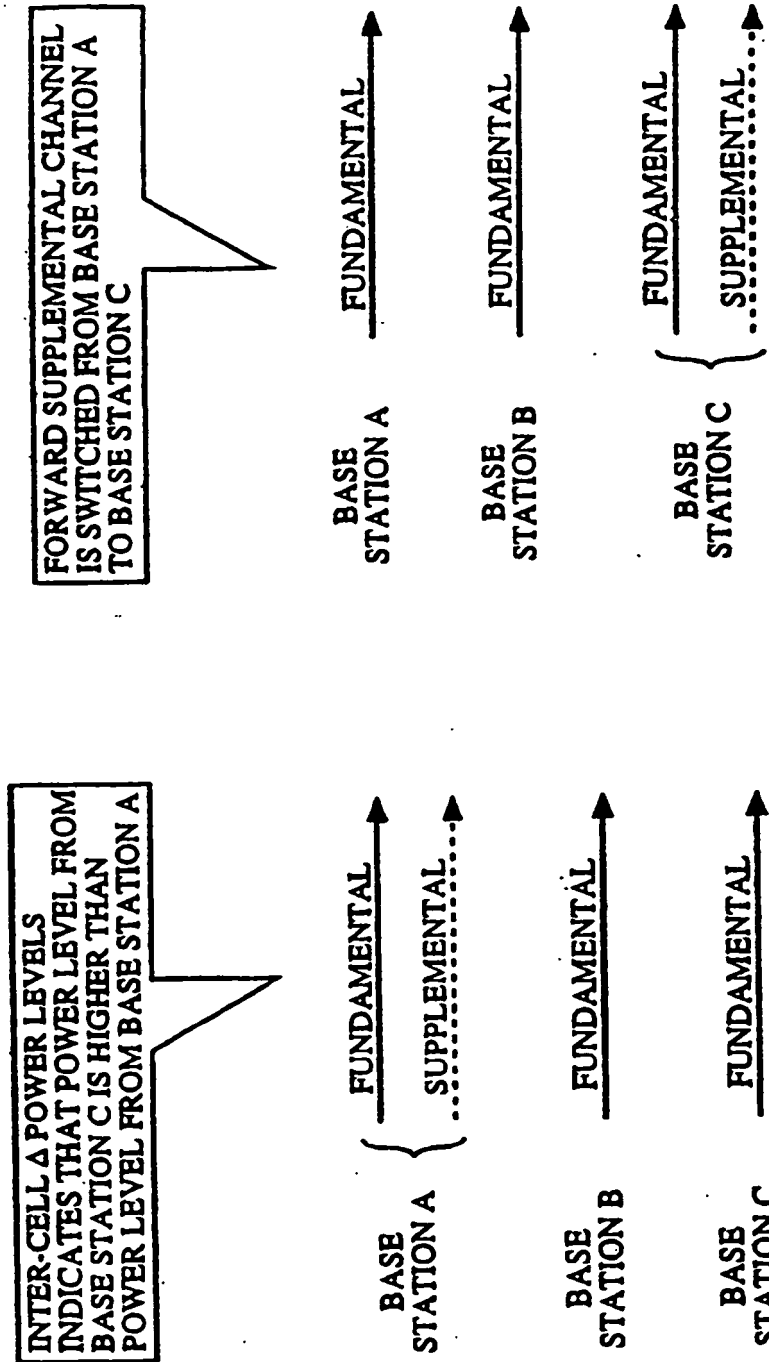 INTER-CELL Δ POWER LEVELS
INDICATES THAT POWER LEVEL FROM
BASE STATION C IS HIGHER THAN
POWER LEVEL FROM BASE STATION A
BASE
STATION A
FUNDAMENTAL
SUPPLEMENTAL
BASE
STATION B
FUNDAMENTAL
BASE
STATION C
FUNDAMENTAL
FORWARD SUPPLEMENTAL CHANNEL
IS SWITCHED FROM BASE STATION A
TO BASE STATION C
BASE
STATION A
FUNDAMENTAL
BASE
STATION B
FUNDAMENTAL
BASE
STATION C
FUNDAMENTAL
SUPPLEMENTAL